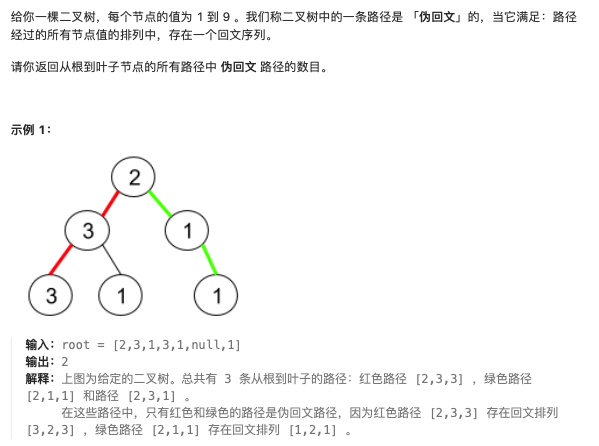 给你一棵二叉树，每个节点的值为 1 到 9 。我们称二叉树中的一条路径是 「伪回文」的，当它满足：路径
经过的所有节点值的排列中，存在一个回文序列。
请你返回从根到叶子节点的所有路径中 伪回文 路径的数目。
示例 1：
2
3
1
3
1
1
输入：root = [2,3,1,3,1,null,1]
输出：2
解释：上图为给定的二叉树。总共有 3 条从根到叶子的路径：红色路径 [2,3,3] ，绿色路径
[2,1,1] 和路径 [2,3,1] 。
在这些路径中，只有红色和绿色的路径是伪回文路径，因为红色路径 [2,3,3] 存在回文排列
[3,2,3] ，绿色路径 [2,1,1] 存在回文排列 [1,2,1] 。